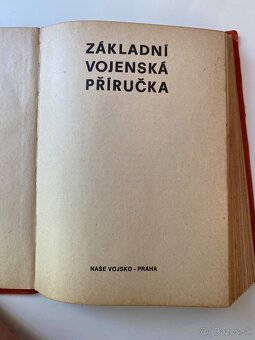 ZÁKLADNÍ
VOJENSKÁ
PŘÍRUČKA
NAŠE VOJSKO - PRAHA